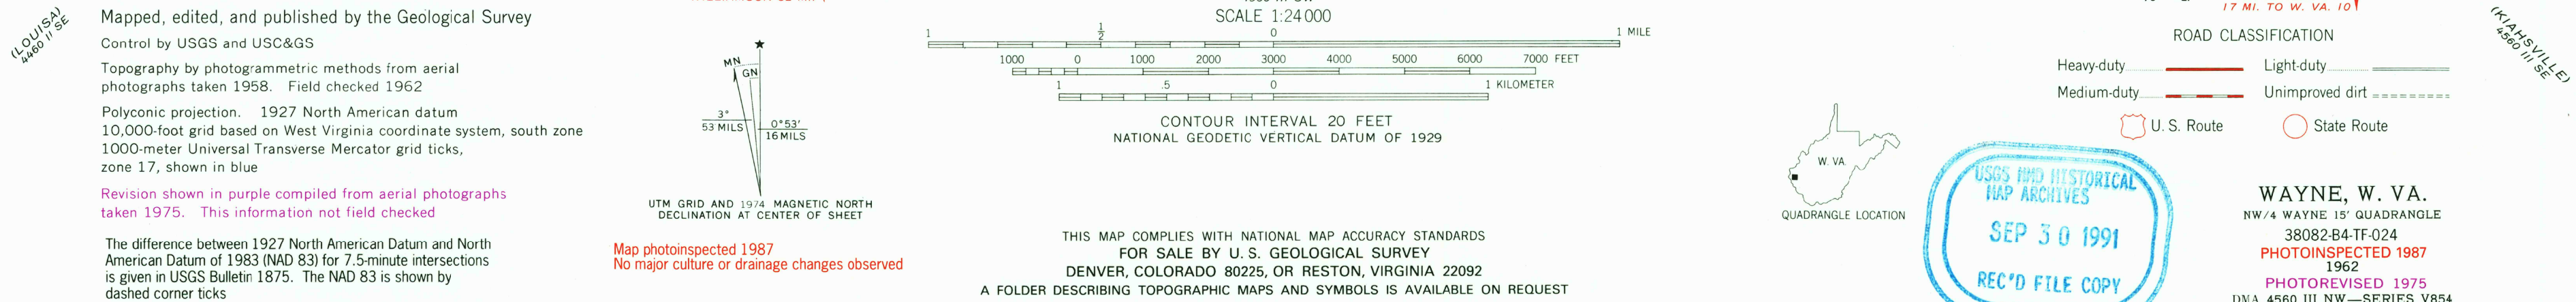 (LOUISA)
4460 II SE
Mapped, edited, and published by the Geological Survey
Control by USGS and USC&GS
Topography by photogrammetric methods from aerial
photographs taken 1958. Field checked 1962
Polyconic projection. 1927 North American datum
10,000-foot grid based on West Virginia coordinate system, south zone
1000-meter Universal Transverse Mercator grid ticks,
zone 17, shown in blue
Revision shown in purple compiled from aerial photographs
taken 1975. This information not field checked
The difference between 1927 North American Datum and North
American Datum of 1983 (NAD 83) for 7.5-minute intersections
is given in USGS Bulletin 1875. The NAD 83 is shown by
dashed corner ticks
MN
GN
3°
53 MILS
0°53′
16 MILS
UTM GRID AND 1974 MAGNETIC NORTH
DECLINATION AT CENTER OF SHEET
Map photoinspected 1987
No major culture or drainage changes observed
SCALE 1:24 000
1 ½ 0 1 MILE
1000 0 1000 2000 3000 4000 5000 6000 7000 FEET
1 .5 0 1 KILOMETER
CONTOUR INTERVAL 20 FEET
NATIONAL GEODETIC VERTICAL DATUM OF 1929
THIS MAP COMPLIES WITH NATIONAL MAP ACCURACY STANDARDS
FOR SALE BY U. S. GEOLOGICAL SURVEY
DENVER, COLORADO 80225, OR RESTON, VIRGINIA 22092
A FOLDER DESCRIBING TOPOGRAPHIC MAPS AND SYMBOLS IS AVAILABLE ON REQUEST
W. VA.
QUADRANGLE LOCATION
17 MI. TO W. VA. 10
ROAD CLASSIFICATION
Heavy-duty Light-duty
Medium-duty Unimproved dirt
U. S. Route State Route
(KIAHSVILLE)
4560 III SE
USGS NMD HISTORICAL
MAP ARCHIVES
SEP 30 1991
REC'D FILE COPY
WAYNE, W. VA.
NW/4 WAYNE 15′ QUADRANGLE
38082-B4-TF-024
PHOTOINSPECTED 1987
1962
PHOTOREVISED 1975
DMA 4560 III NW—SERIES V854